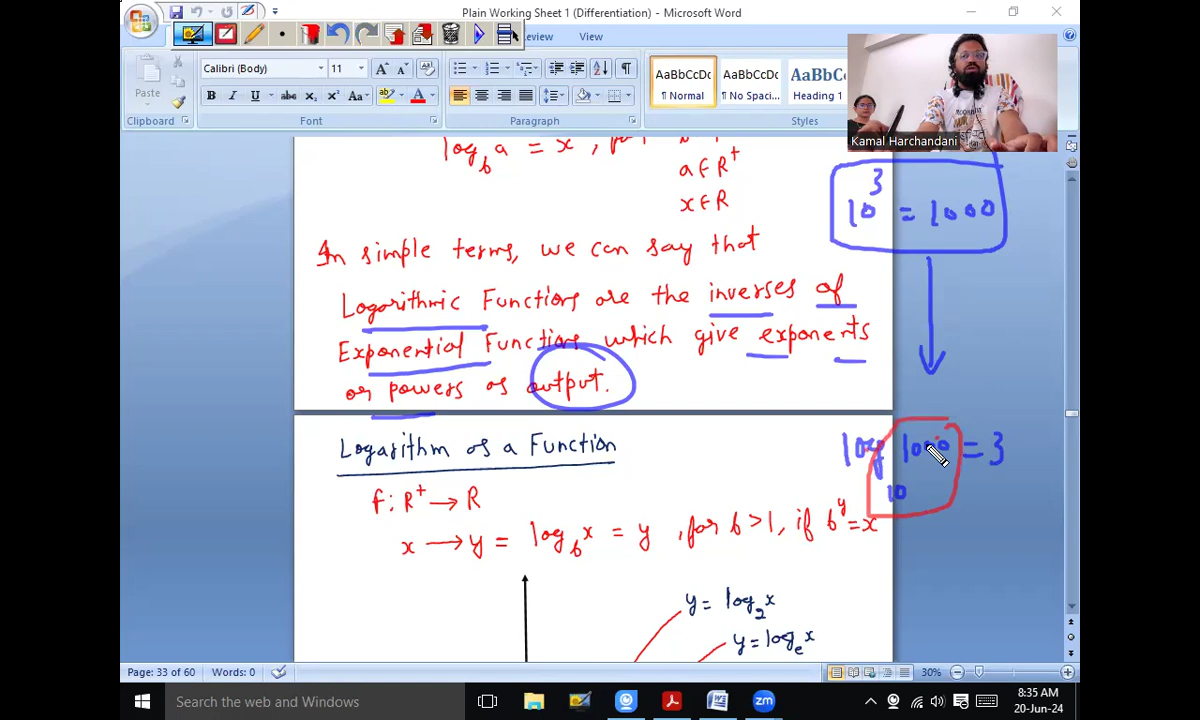 Plain Working Sheet 1 (Differentiation) - Microsoft Word
Review
View
Paste
Clipboard
Calibri (Body)
11
Font
Paragraph
AaBbCcDc
¶ Normal
AaBbCcDc
¶ No Spaci...
AaBbC
Heading 1
Styles
Kamal Harchandani
log_b a = x , for
a ∈ R⁺
x ∈ R
In simple terms, we can say that
Logarithmic Functions are the inverses of
Exponential Functions which give exponents
or powers as output.
10³ = 1000
log₁₀ 1000 = 3
Logarithm as a Function
f: R⁺ → R
x → y = log_b x = y , for b > 1, if b^y = x
y = log₂ x
y = logₑ x
Page: 33 of 60
Words: 0
30%
Search the web and Windows
8:35 AM
20-Jun-24